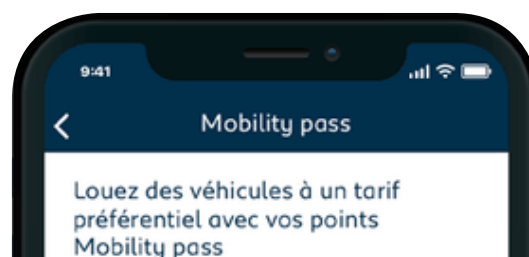 9:41
Mobility pass
Louez des véhicules à un tarif
préférentiel avec vos points
Mobility pass